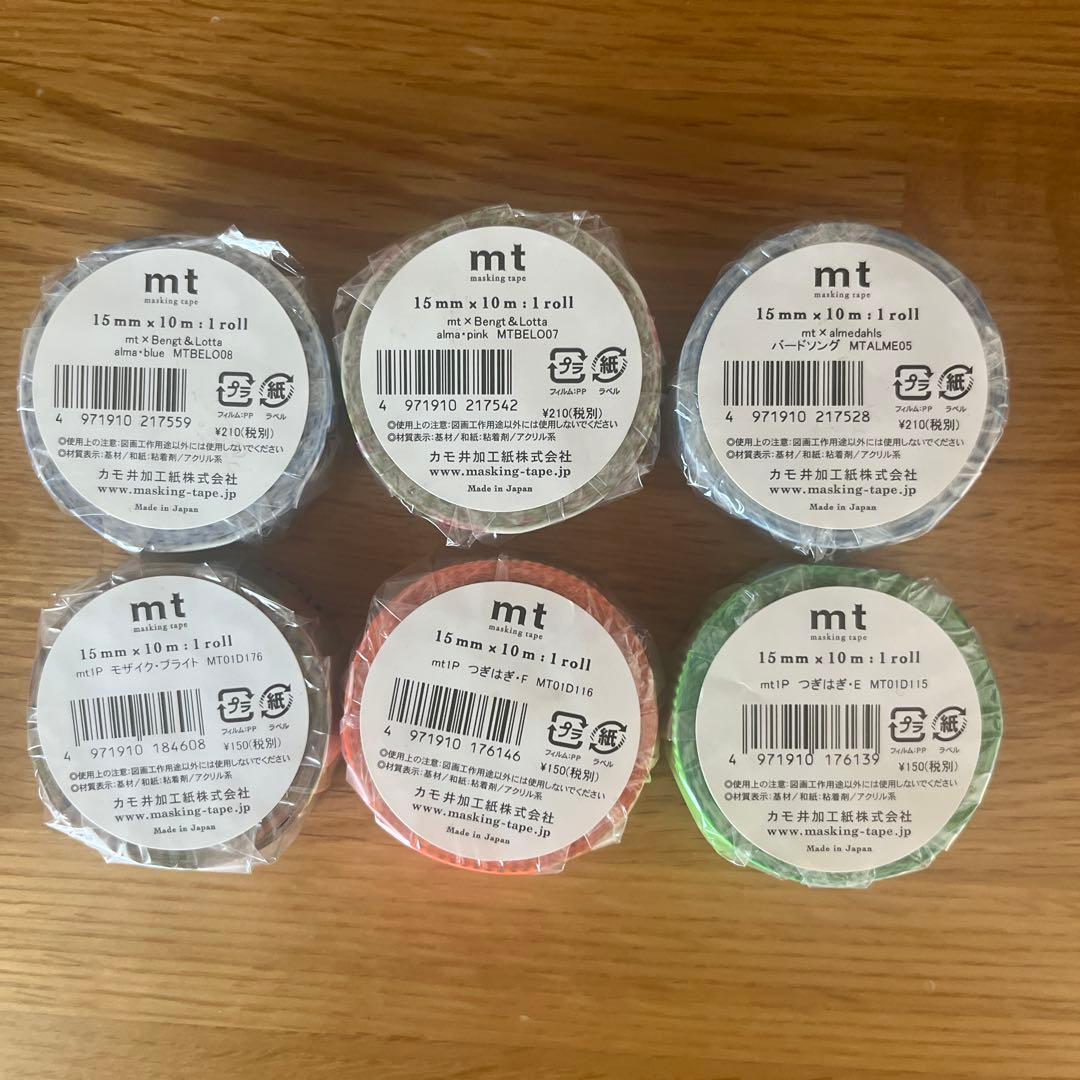 mt
masking tape
15mm x 10m : 1 roll
mt×Bengt&Lotta
alma・blue MTBELO08
4 971910 217559
プラ
紙
フィルム:PP ラベル
¥210(税別)
◎使用上の注意:図画工作用途以外には使用しないでください
◎材質表示:基材/和紙:粘着剤/アクリル系
カモ井加工紙株式会社
www.masking-tape.jp
Made in Japan
mt
masking tape
15mm x 10m : 1 roll
mt×Bengt&Lotta
alma・pink MTBELO07
4 971910 217542
プラ
紙
フィルム:PP ラベル
¥210(税別)
◎使用上の注意:図画工作用途以外には使用しないでください
◎材質表示:基材/和紙:粘着剤/アクリル系
カモ井加工紙株式会社
www.masking-tape.jp
Made in Japan
mt
masking tape
15mm x 10m : 1 roll
mt×almedahls
バードソング MTALME05
4 971910 217528
プラ
紙
フィルム:PP ラベル
¥210(税別)
◎使用上の注意:図画工作用途以外には使用しないでください
◎材質表示:基材/和紙:粘着剤/アクリル系
カモ井加工紙株式会社
www.masking-tape.jp
Made in Japan
mt
masking tape
15mm x 10m : 1 roll
mt1P モザイク・ブライト MT01D176
4 971910 184608
プラ
紙
フィルム:PP ラベル
¥150(税別)
◎使用上の注意:図画工作用途以外には使用しないでください
◎材質表示:基材/和紙:粘着剤/アクリル系
カモ井加工紙株式会社
www.masking-tape.jp
Made in Japan
mt
masking tape
15mm x 10m : 1 roll
mt1P つぎはぎ・F MT01D116
4 971910 176146
プラ
紙
フィルム:PP ラベル
¥150(税別)
◎使用上の注意:図画工作用途以外には使用しないでください
◎材質表示:基材/和紙:粘着剤/アクリル系
カモ井加工紙株式会社
www.masking-tape.jp
Made in Japan
mt
masking tape
15mm x 10m : 1 roll
mt1P つぎはぎ・E MT01D115
4 971910 176139
プラ
紙
フィルム:PP ラベル
¥150(税別)
◎使用上の注意:図画工作用途以外には使用しないでください
◎材質表示:基材/和紙:粘着剤/アクリル系
カモ井加工紙株式会社
www.masking-tape.jp
Made in Japan